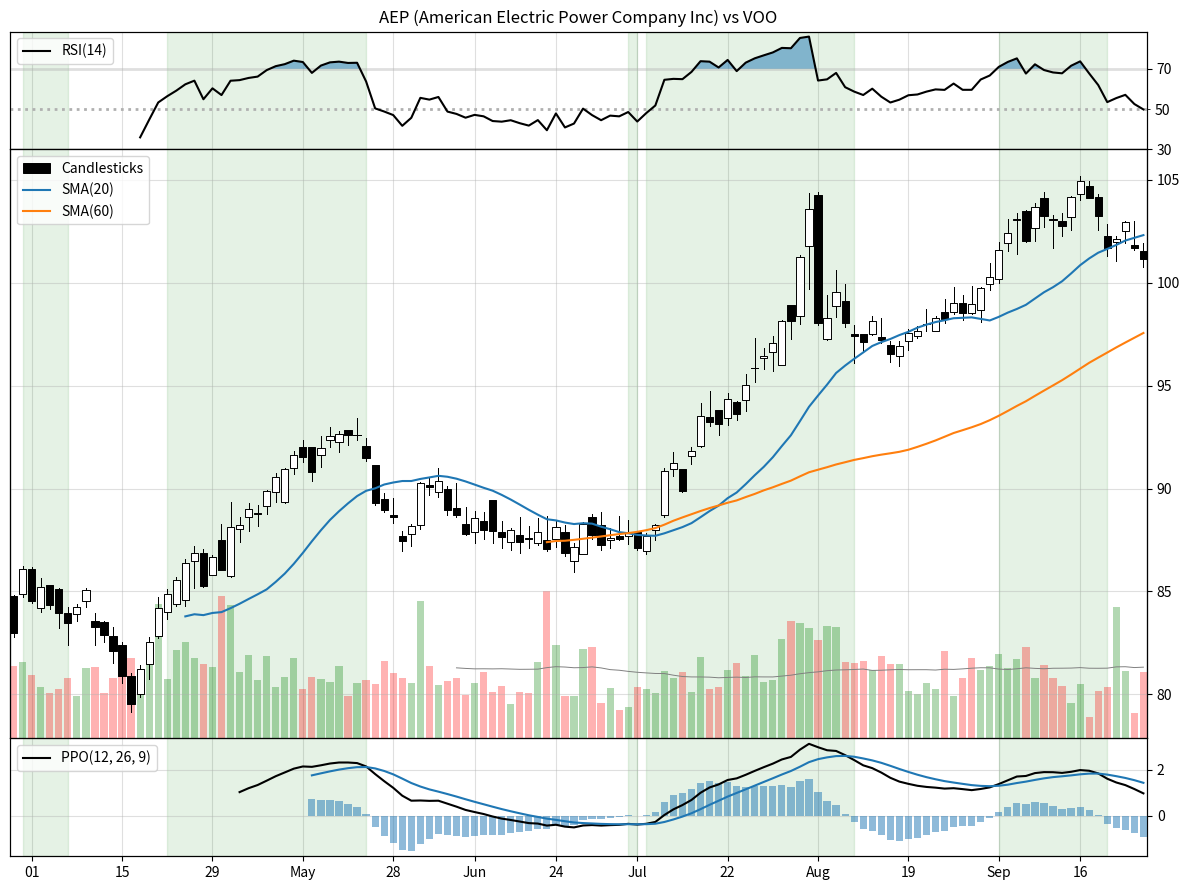 AEP (American Electric Power Company Inc) vs VOO
RSI(14)
70
50
30
Candlesticks
SMA(20)
SMA(60)
105
100
95
90
85
80
PPO(12, 26, 9)
2
0
01 15 29 May 28 Jun 24 Jul 22 Aug 19 Sep 16